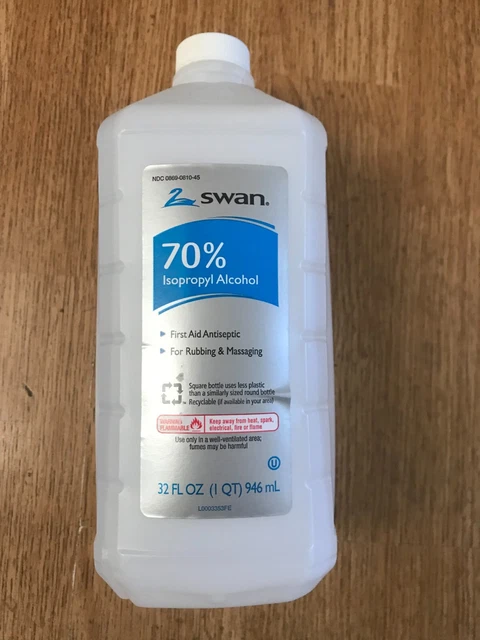 NDC 0869-0810-45
swan®
70%
Isopropyl Alcohol
First Aid Antiseptic
For Rubbing & Massaging
Square bottle uses less plastic
than a similarly sized round bottle
Recyclable (if available in your area)
WARNING:
FLAMMABLE
Keep away from heat, spark,
electrical, fire or flame
Use only in a well-ventilated area;
fumes may be harmful
U
32 FL OZ (1 QT) 946 mL